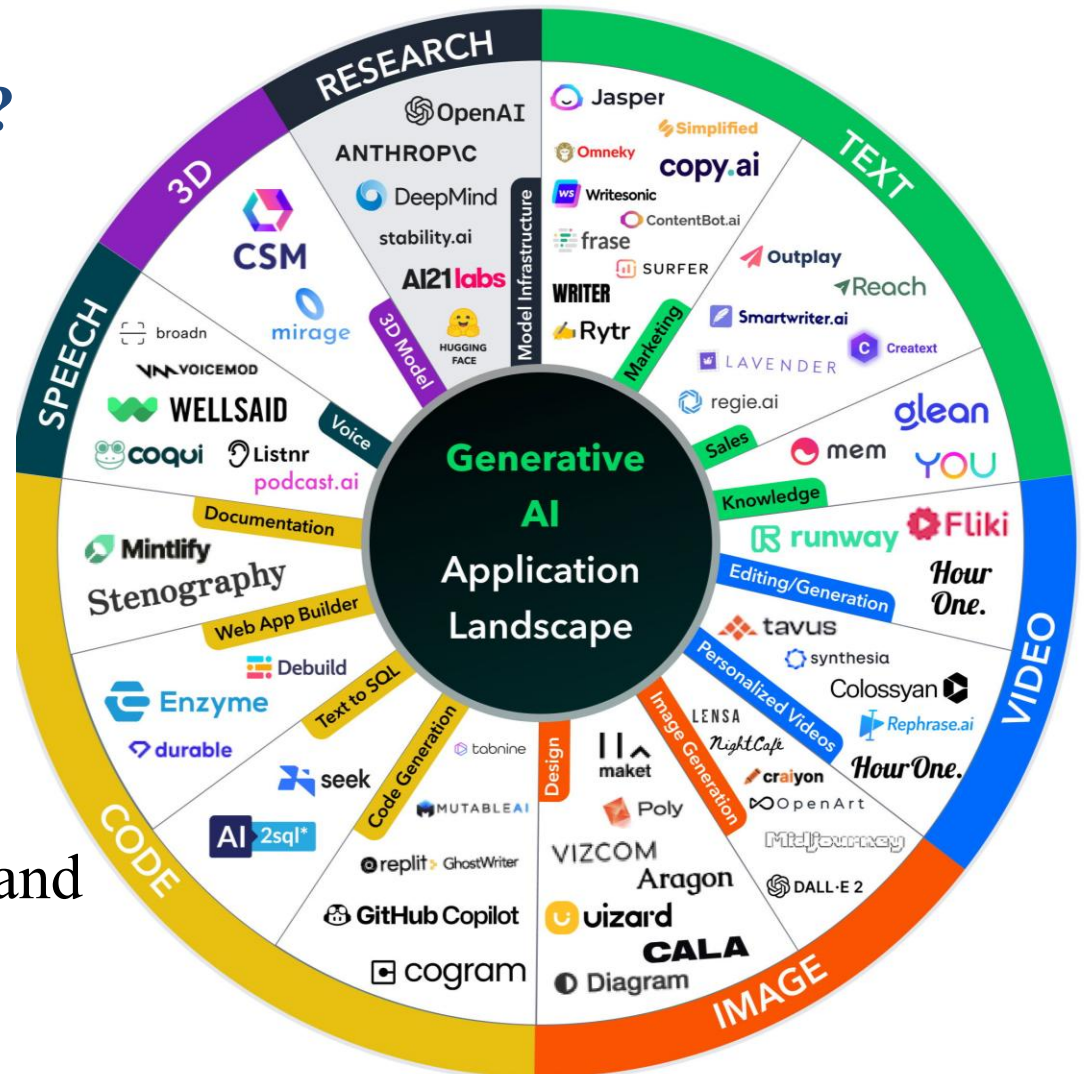 ?
and
Generative
AI
Application
Landscape
RESEARCH
OpenAI
ANTHROP\C
DeepMind
stability.ai
AI21labs
HUGGING
FACE
Model Infrastructure
TEXT
Jasper
Simplified
Omneky
copy.ai
ws Writesonic
ContentBot.ai
frase
SURFER
WRITER
Rytr
Marketing
Outplay
Reach
Smartwriter.ai
C Creatext
LAVENDER
regie.ai
Sales
glean
mem
YOU
Knowledge
VIDEO
runway
Fliki
Hour
One.
Editing/Generation
tavus
synthesia
Colossyan
Rephrase.ai
Hour One.
Personalized Videos
IMAGE
LENSA
NightCafé
craiyon
OpenArt
Midjourney
DALL·E 2
Image Generation
maket
Poly
VIZCOM
Aragon
uizard
CALA
Diagram
Design
CODE
tabnine
MUTABLEAI
replit GhostWriter
GitHub Copilot
cogram
Code Generation
seek
AI 2sql*
Text to SQL
Debuild
Enzyme
durable
Web App Builder
Mintlify
Stenography
Documentation
SPEECH
broadn
VOICEMOD
WELLSAID
coqui
Listnr
podcast.ai
Voice
3D
CSM
mirage
3D Model